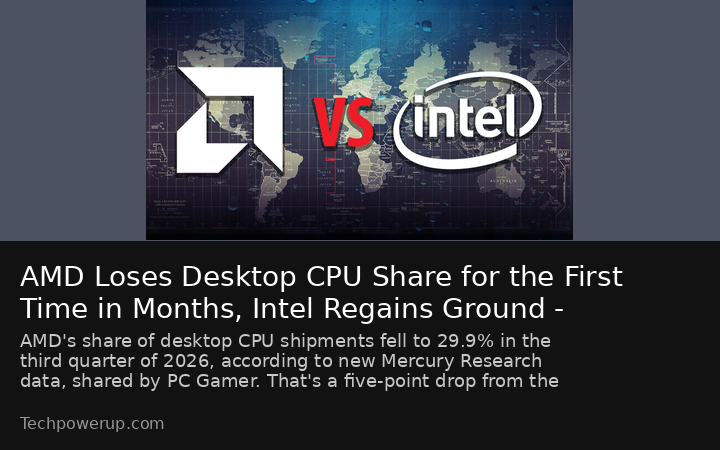 VS
intel
AMD Loses Desktop CPU Share for the First
Time in Months, Intel Regains Ground -
AMD's share of desktop CPU shipments fell to 29.9% in the
third quarter of 2026, according to new Mercury Research
data, shared by PC Gamer. That's a five-point drop from the
Techpowerup.com